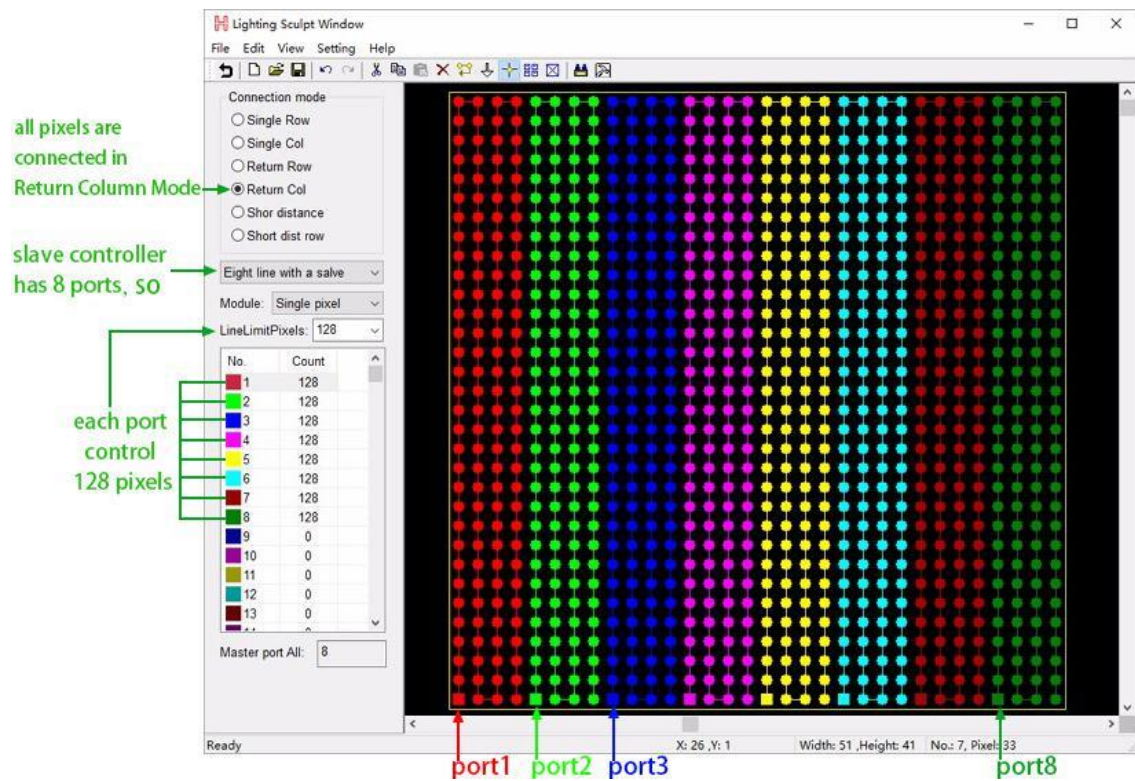 Lighting Sculpt Window
File Edit View Setting Help
Connection mode
Single Row
Single Col
Return Row
Return Col
Shor distance
Short dist row
all pixels are
connected in
Return Column Mode
slave controller
has 8 ports, so
Eight line with a salve
Module: Single pixel
LineLimitPixels: 128
No. Count
1 128
2 128
3 128
4 128
5 128
6 128
7 128
8 128
9 0
10 0
11 0
12 0
13 0
each port
control
128 pixels
Master port All: 8
Ready X: 26 ,Y: 1 Width: 51 ,Height: 41 No.: 7, Pixel: 33
port1 port2 port3 port8